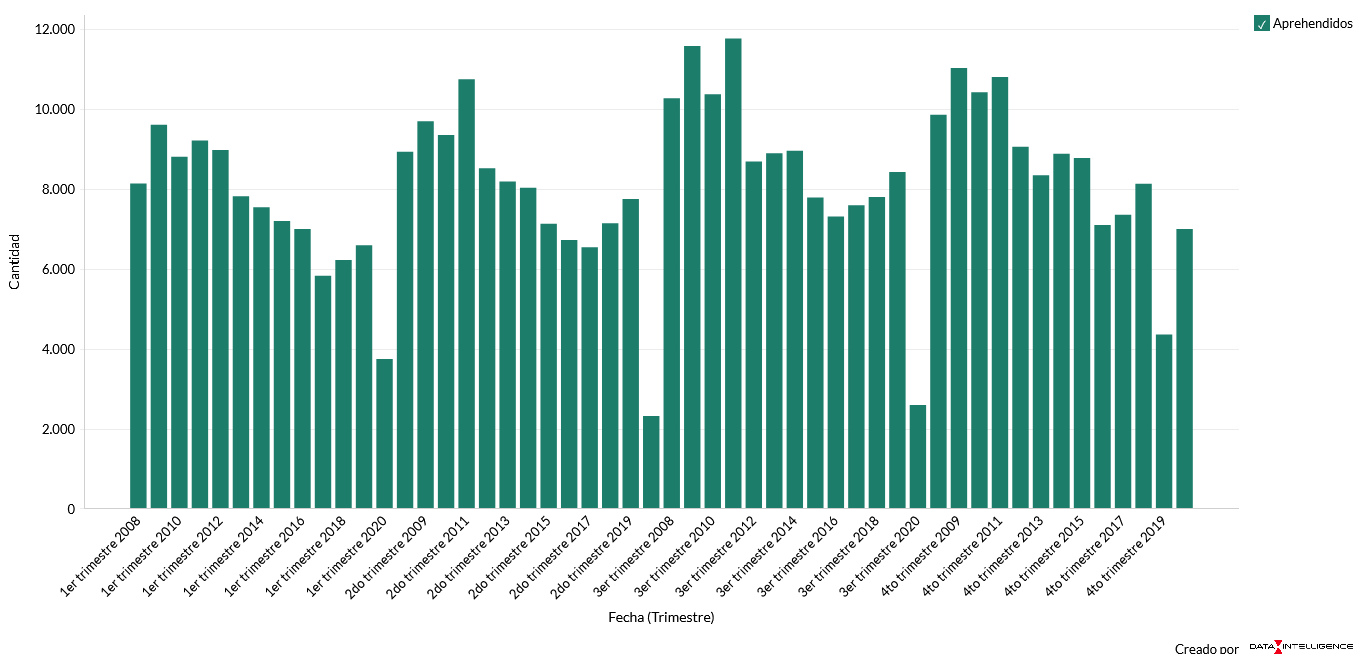 ✓ Aprehendidos
12.000
10.000
8.000
6.000
4.000
2.000
0
Cantidad
1er trimestre 2008
1er trimestre 2010
1er trimestre 2012
1er trimestre 2014
1er trimestre 2016
1er trimestre 2018
1er trimestre 2020
2do trimestre 2009
2do trimestre 2011
2do trimestre 2013
2do trimestre 2015
2do trimestre 2017
2do trimestre 2019
3er trimestre 2008
3er trimestre 2010
3er trimestre 2012
3er trimestre 2014
3er trimestre 2016
3er trimestre 2018
3er trimestre 2020
4to trimestre 2009
4to trimestre 2011
4to trimestre 2013
4to trimestre 2015
4to trimestre 2017
4to trimestre 2019
Fecha (Trimestre)
Creado por DATA INTELLIGENCE